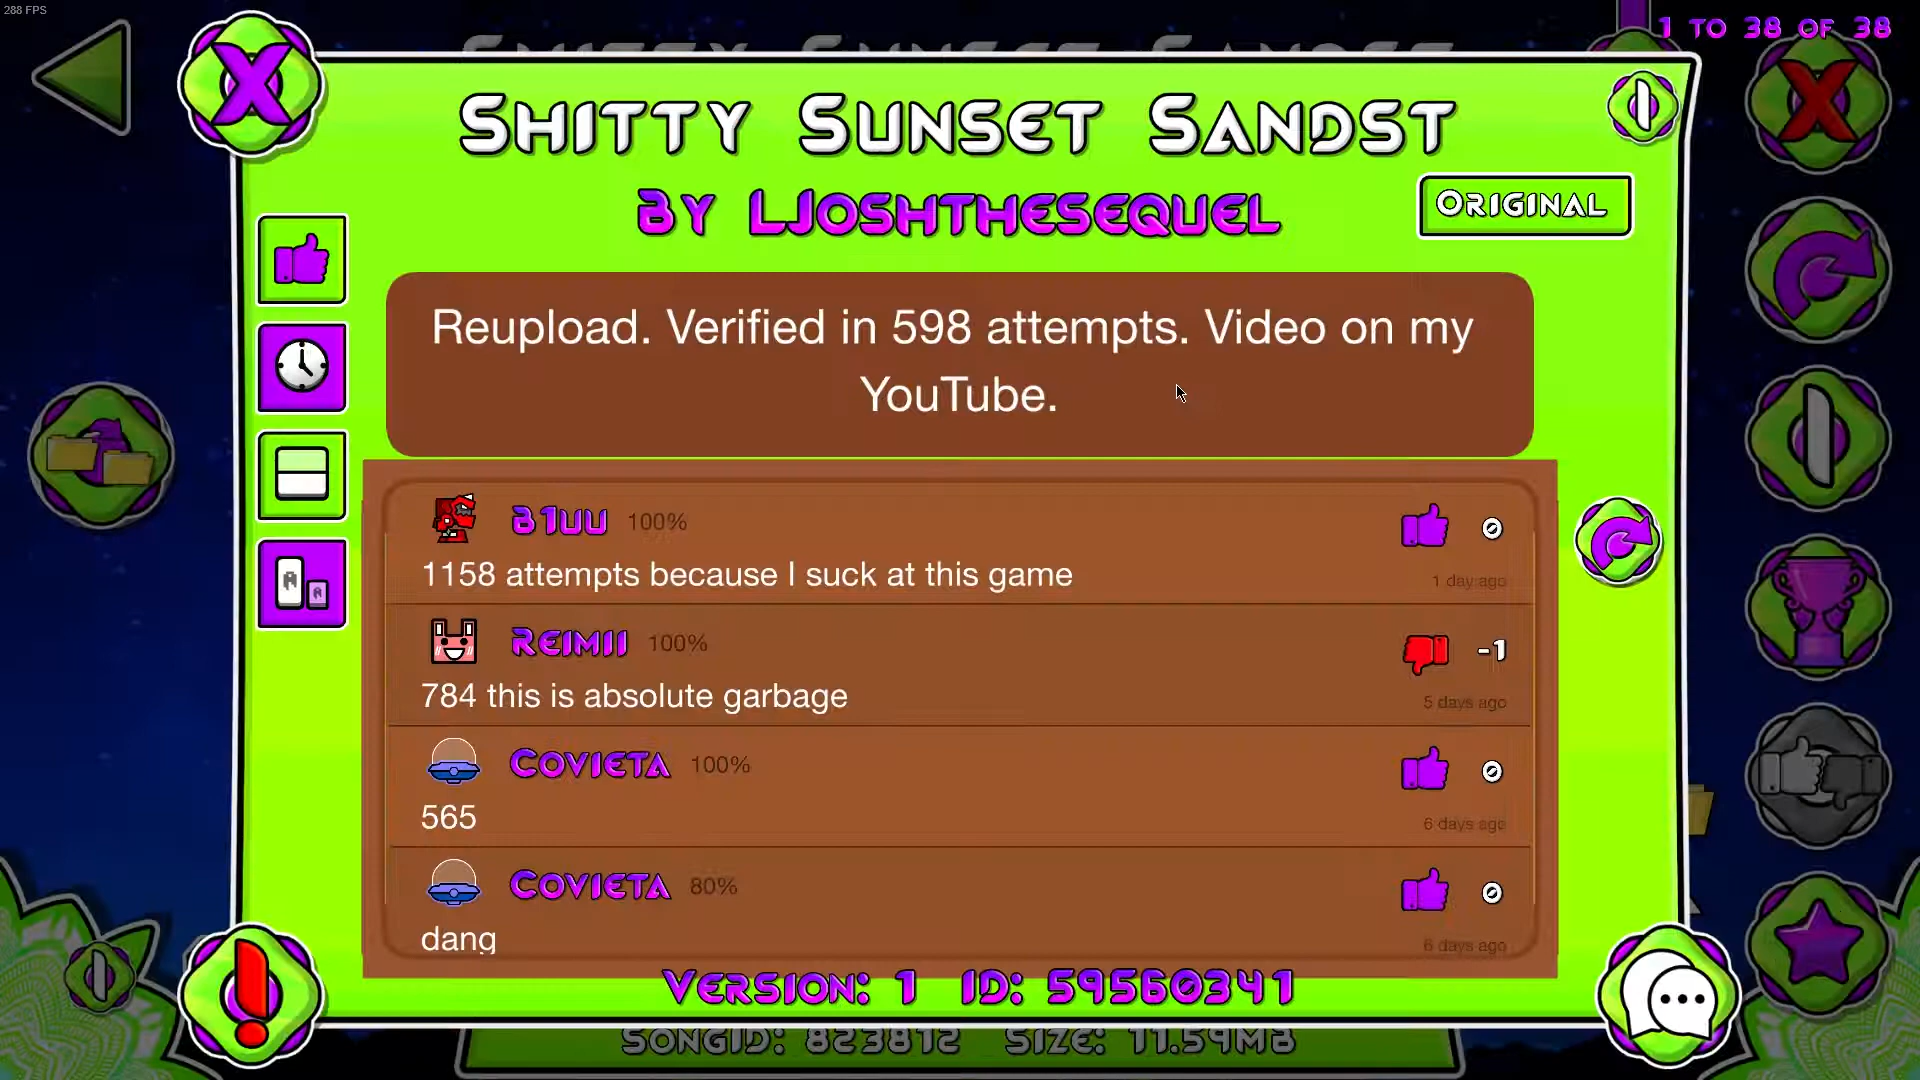 288 FPS
1 TO 38 OF 38
SHITTY SUNSET SANDST
BY LJOSHTHESEQUEL
ORIGINAL
Reupload. Verified in 598 attempts. Video on my
YouTube.
B1UU 100% 0
1158 attempts because I suck at this game
1 day ago
REIMII 100% -1
784 this is absolute garbage
5 days ago
COVIETA 100% 0
565
6 days ago
COVIETA 80% 0
dang
6 days ago
VERSION: 1 ID: 59560341
SONGID: 823812 SIZE: 11.59MB